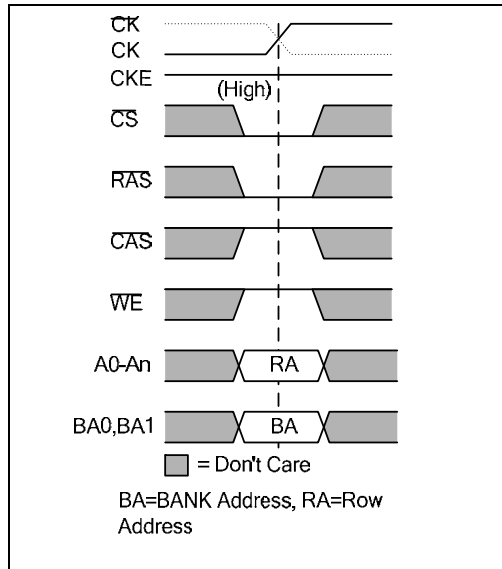 CK
CK
CKE
(High)
CS
RAS
CAS
WE
A0-An
RA
BA0,BA1
BA
= Don't Care
BA=BANK Address, RA=Row
Address